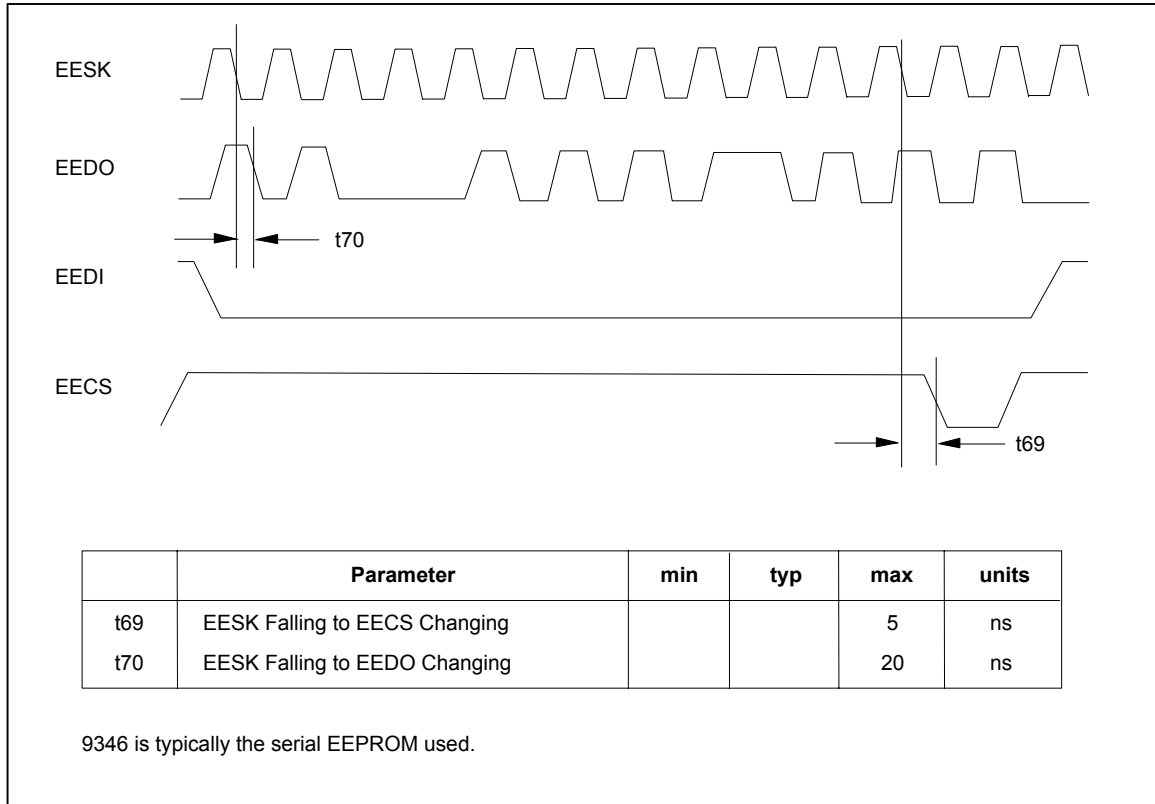 EESK
EEDO
t70
EEDI
EECS
t69
Parameter min typ max units
t69 EESK Falling to EECS Changing 5 ns
t70 EESK Falling to EEDO Changing 20 ns
9346 is typically the serial EEPROM used.